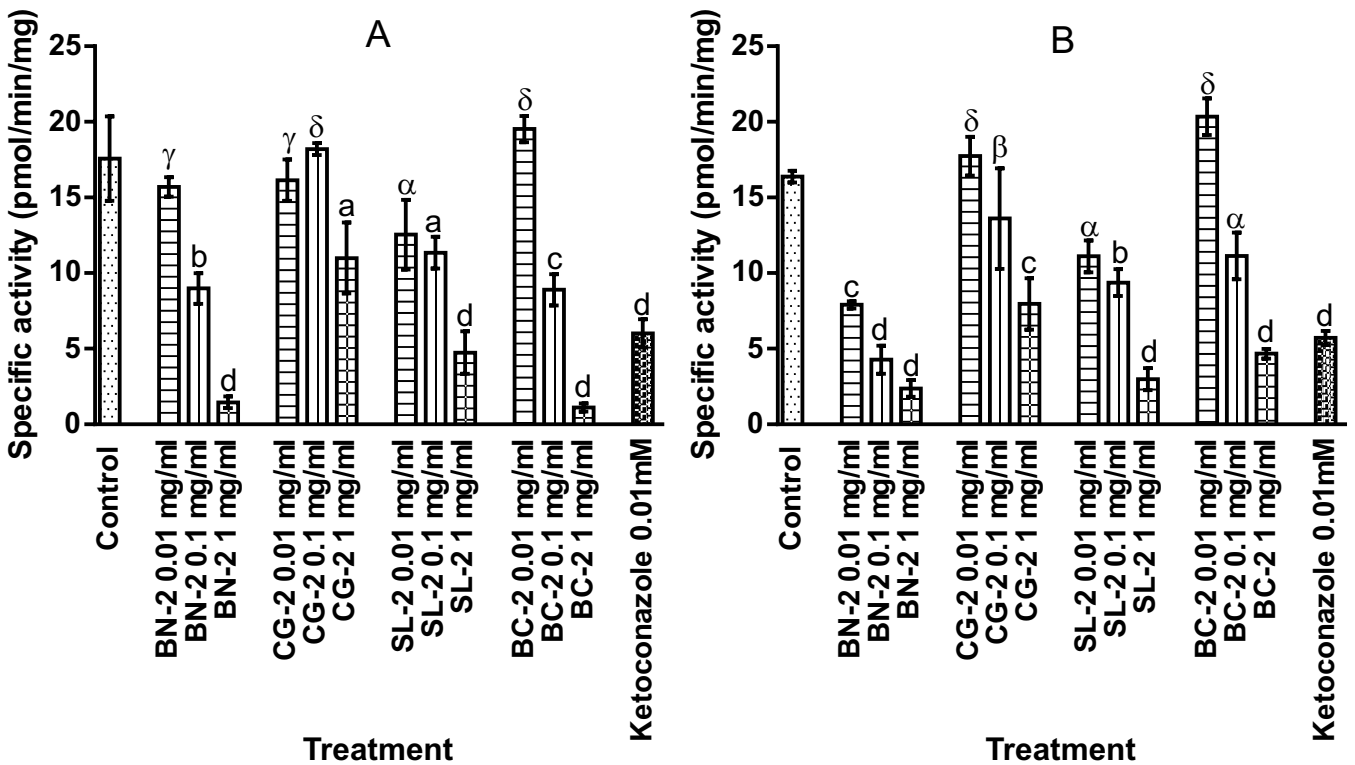 A
Specific activity (pmol/min/mg)
25
20
15
10
5
0
γ
b
d
γ
δ
a
α
a
d
δ
c
d
d
Control
BN-2 0.01 mg/ml
BN-2 0.1 mg/ml
BN-2 1 mg/ml
CG-2 0.01 mg/ml
CG-2 0.1 mg/ml
CG-2 1 mg/ml
SL-2 0.01 mg/ml
SL-2 0.1 mg/ml
SL-2 1 mg/ml
BC-2 0.01 mg/ml
BC-2 0.1 mg/ml
BC-2 1 mg/ml
Ketoconazole 0.01mM
Treatment
B
Specific activity (pmol/min/mg)
25
20
15
10
5
0
c
d
d
δ
β
c
α
b
d
δ
α
d
d
Control
BN-2 0.01 mg/ml
BN-2 0.1 mg/ml
BN-2 1 mg/ml
CG-2 0.01 mg/ml
CG-2 0.1 mg/ml
CG-2 1 mg/ml
SL-2 0.01 mg/ml
SL-2 0.1 mg/ml
SL-2 1 mg/ml
BC-2 0.01 mg/ml
BC-2 0.1 mg/ml
BC-2 1 mg/ml
Ketoconazole 0.01mM
Treatment